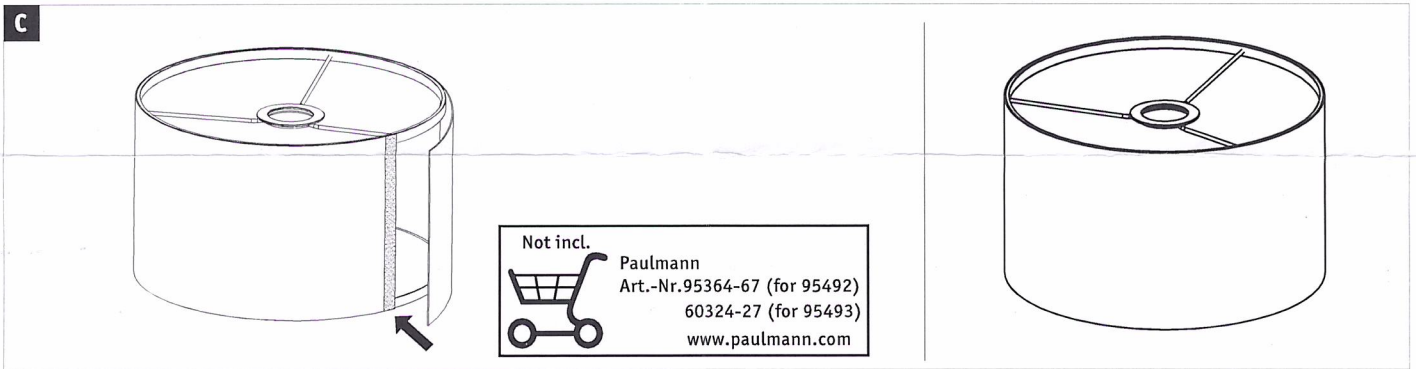 C
Not incl.
Paulmann
Art.-Nr.95364-67 (for 95492)
60324-27 (for 95493)
www.paulmann.com